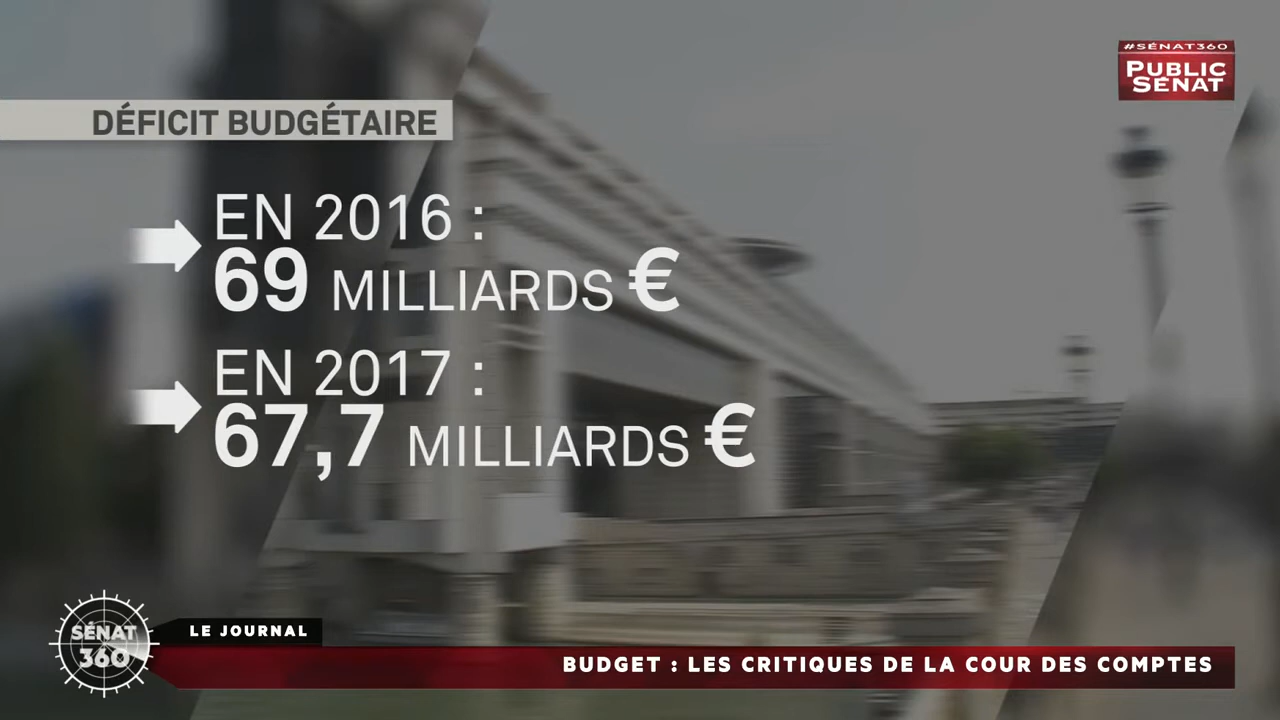 #SÉNAT360
PUBLIC
SÉNAT
DÉFICIT BUDGÉTAIRE
EN 2016 :
69 MILLIARDS €
EN 2017 :
67,7 MILLIARDS €
SÉNAT
360
LE JOURNAL
BUDGET : LES CRITIQUES DE LA COUR DES COMPTES